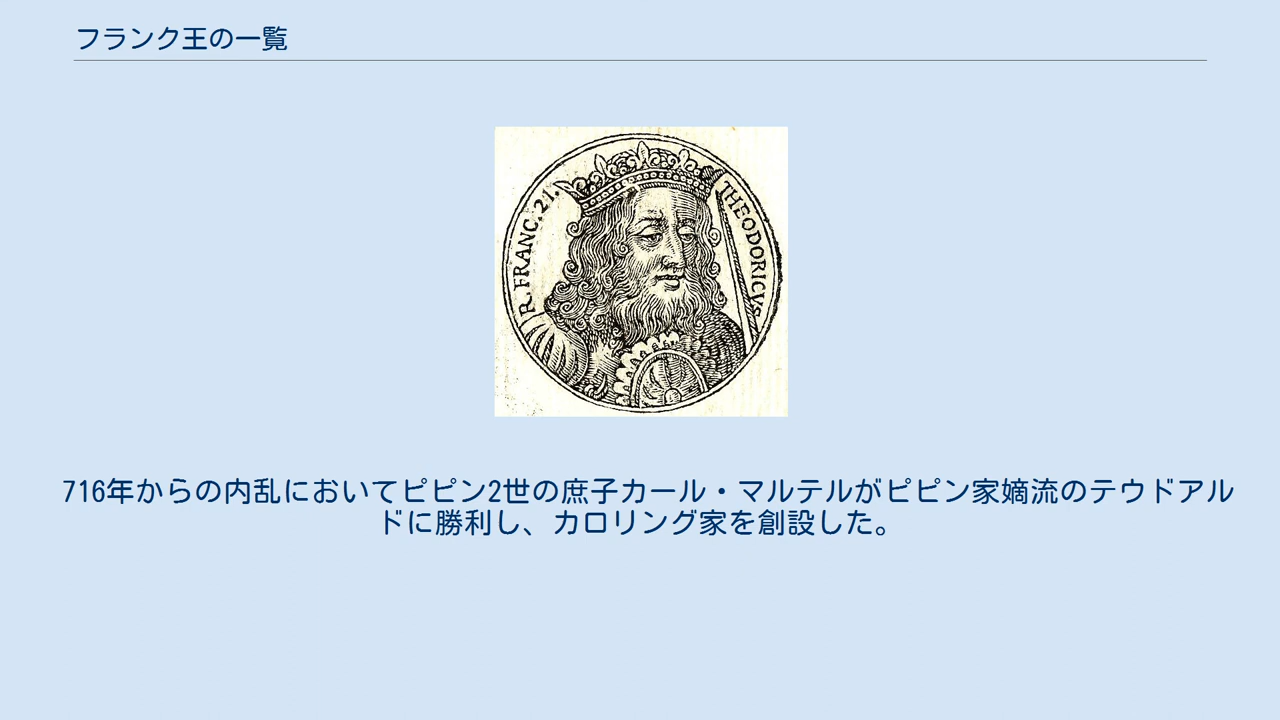 フランク王の一覧
R. FRANC. 21.
THEODORICVS
716年からの内乱においてピピン2世の庶子カール・マルテルがピピン家嫡流のテウドアル
ドに勝利し、カロリング家を創設した。